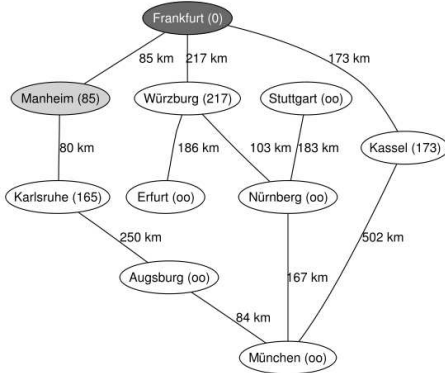 Frankfurt (0)
85 km
217 km
173 km
Manheim (85)
Würzburg (217)
Stuttgart (oo)
80 km
186 km
103 km
183 km
Kassel (173)
Karlsruhe (165)
Erfurt (oo)
Nürnberg (oo)
250 km
502 km
Augsburg (oo)
167 km
84 km
München (oo)